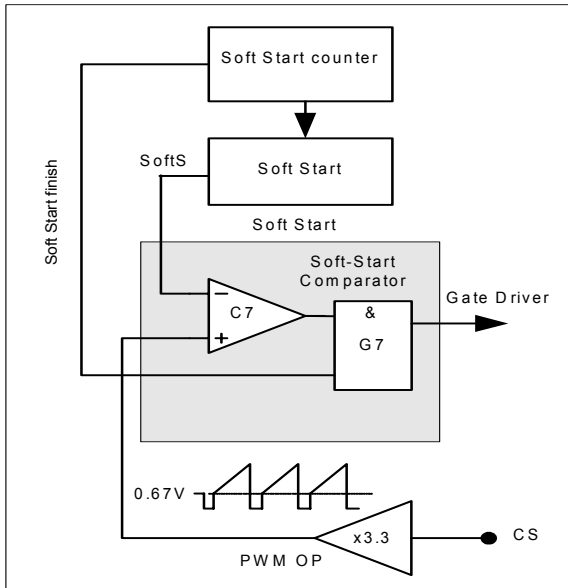 Soft Start counter
SoftS
Soft Start
Soft Start finish
Soft Start
Soft-Start
Comparator
Gate Driver
−
C7
+
&
G7
0.67V
x3.3
CS
PWM OP